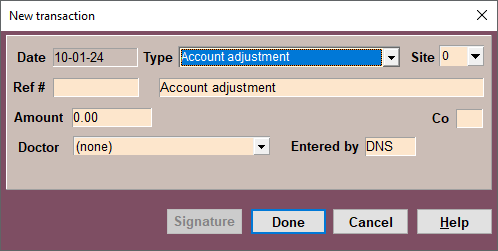 New transaction
Date 10-01-24 Type Account adjustment Site 0
Ref # Account adjustment
Amount 0.00 Co
Doctor (none) Entered by DNS
Signature Done Cancel Help